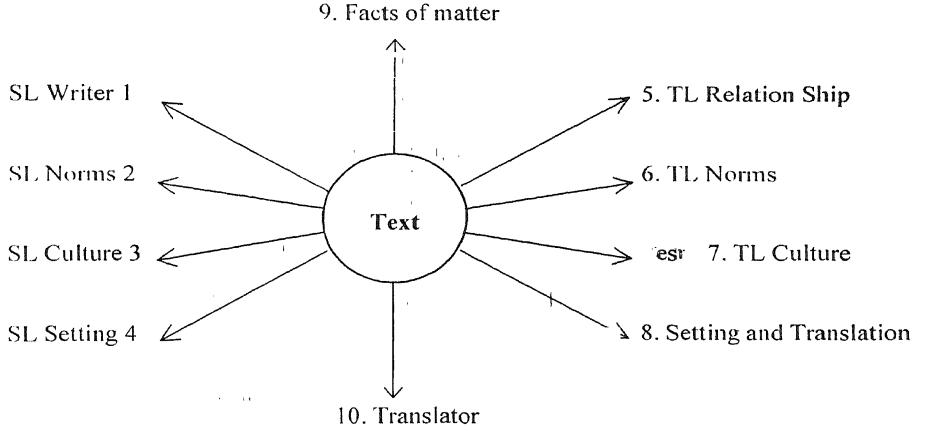 9. Facts of matter
SL Writer 1
5. TL Relation Ship
SL Norms 2
6. TL Norms
Text
SL Culture 3
esr 7. TL Culture
SL Setting 4
8. Setting and Translation
10. Translator